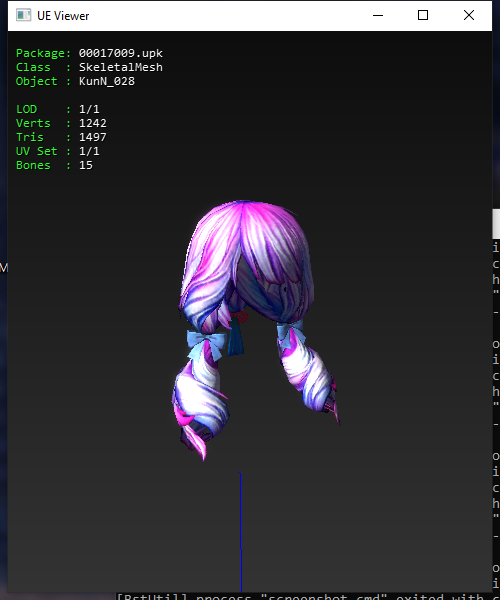 UE Viewer
Package: 00017009.upk
Class  : SkeletalMesh
Object : KunN_028
LOD    : 1/1
Verts  : 1242
Tris   : 1497
UV Set : 1/1
Bones  : 15
M
i
c
h
"
-
o
i
c
h
"
-
o
i
c
h
"
-
o
i
process "screenshot.cmd" exited with c